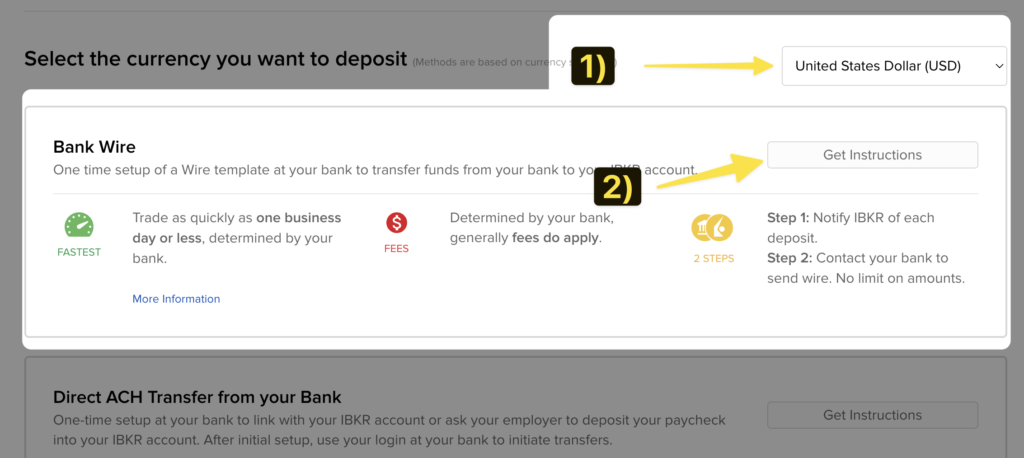 Select the currency you want to deposit (Methods are based on currency
1)
United States Dollar (USD)
Bank Wire
One time setup of a Wire template at your bank to transfer funds from your bank to your IBKR account.
Get Instructions
2)
FASTEST
Trade as quickly as one business
day or less, determined by your
bank.
More Information
FEES
Determined by your bank,
generally fees do apply.
2 STEPS
Step 1: Notify IBKR of each
deposit.
Step 2: Contact your bank to
send wire. No limit on amounts.
Direct ACH Transfer from your Bank
One-time setup at your bank to link with your IBKR account or ask your employer to deposit your paycheck
into your IBKR account. After initial setup, use your login at your bank to initiate transfers.
Get Instructions